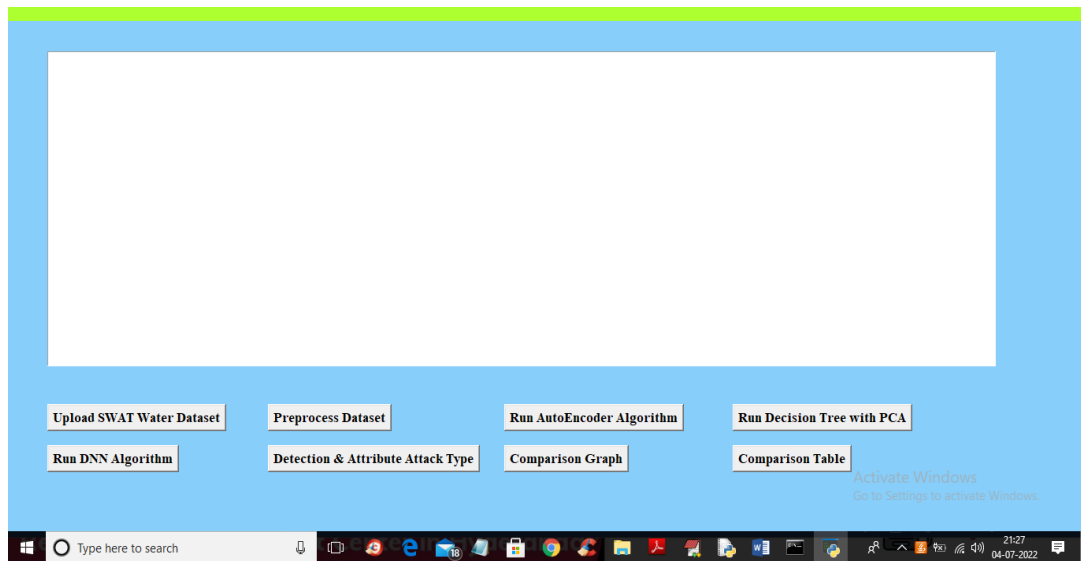 Upload SWAT Water Dataset
Preprocess Dataset
Run AutoEncoder Algorithm
Run Decision Tree with PCA
Run DNN Algorithm
Detection & Attribute Attack Type
Comparison Graph
Comparison Table
Activate Windows
Go to Settings to activate Windows.
Type here to search
18
21:27
04-07-2022